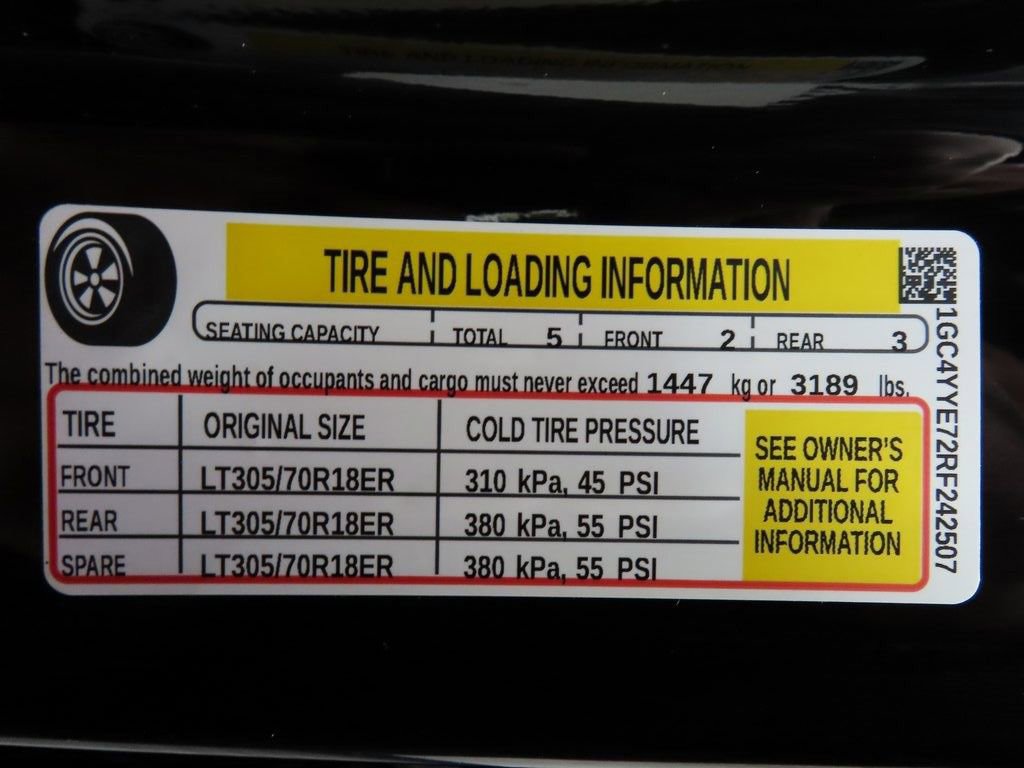 TIRE AND LOADING INFORMATION
SEATING CAPACITY TOTAL 5 FRONT 2 REAR 3
The combined weight of occupants and cargo must never exceed 1447 kg or 3189 lbs.
TIRE ORIGINAL SIZE COLD TIRE PRESSURE
FRONT LT305/70R18ER 310 kPa, 45 PSI
REAR LT305/70R18ER 380 kPa, 55 PSI
SPARE LT305/70R18ER 380 kPa, 55 PSI
SEE OWNER'S
MANUAL FOR
ADDITIONAL
INFORMATION
1GC4YYE72RF242507